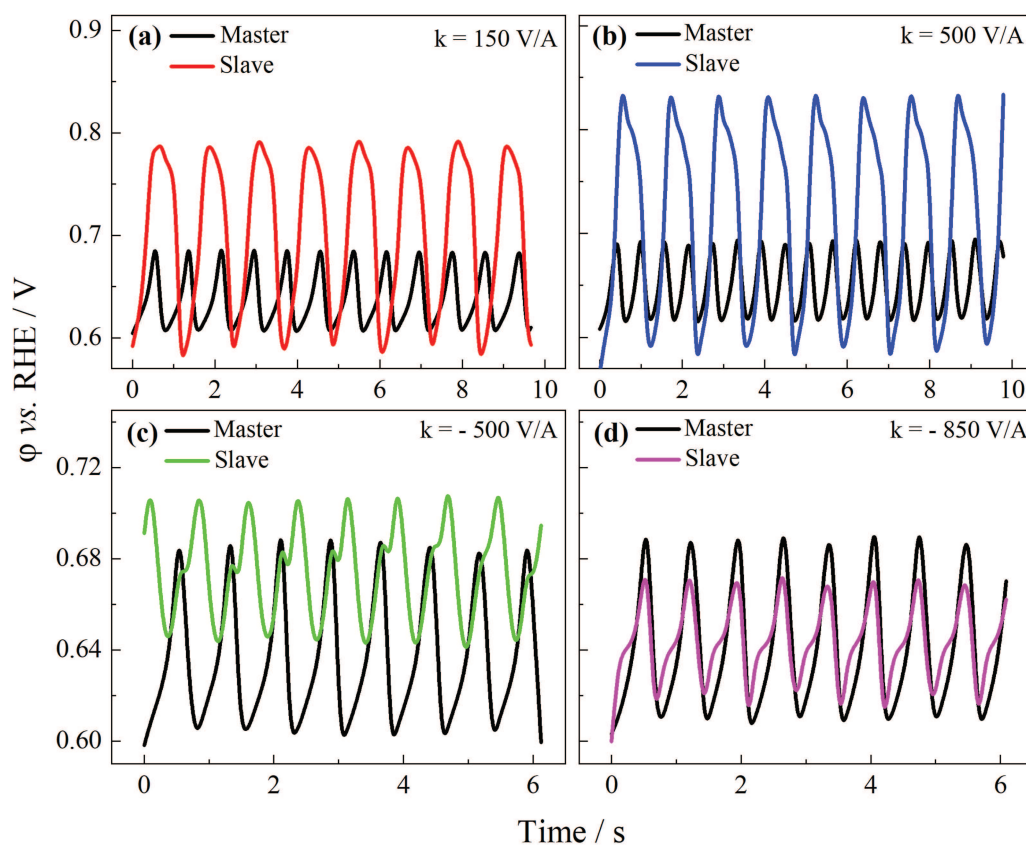 φ vs. RHE / V
(a) Master k = 150 V/A
Slave
0.9
0.8
0.7
0.6
0 2 4 6 8 10
(b) Master k = 500 V/A
Slave
0 2 4 6 8 10
(c) Master k = - 500 V/A
Slave
0.72
0.68
0.64
0.60
0 2 4 6
(d) Master k = - 850 V/A
Slave
0 2 4 6
Time / s